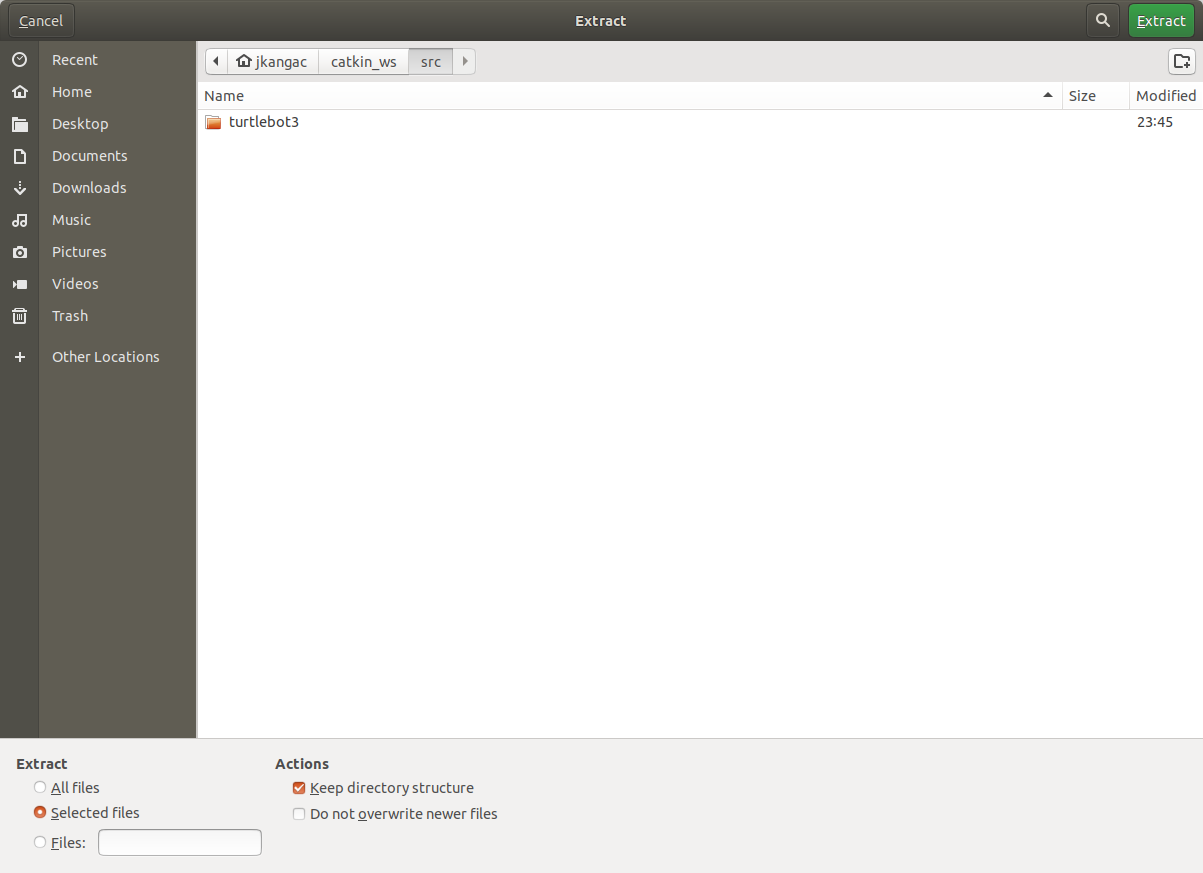 Cancel
Extract
Extract
Recent
Home
Desktop
Documents
Downloads
Music
Pictures
Videos
Trash
Other Locations
jkangac catkin_ws src
Name Size Modified
turtlebot3 23:45
Extract
All files
Selected files
Files:
Actions
Keep directory structure
Do not overwrite newer files